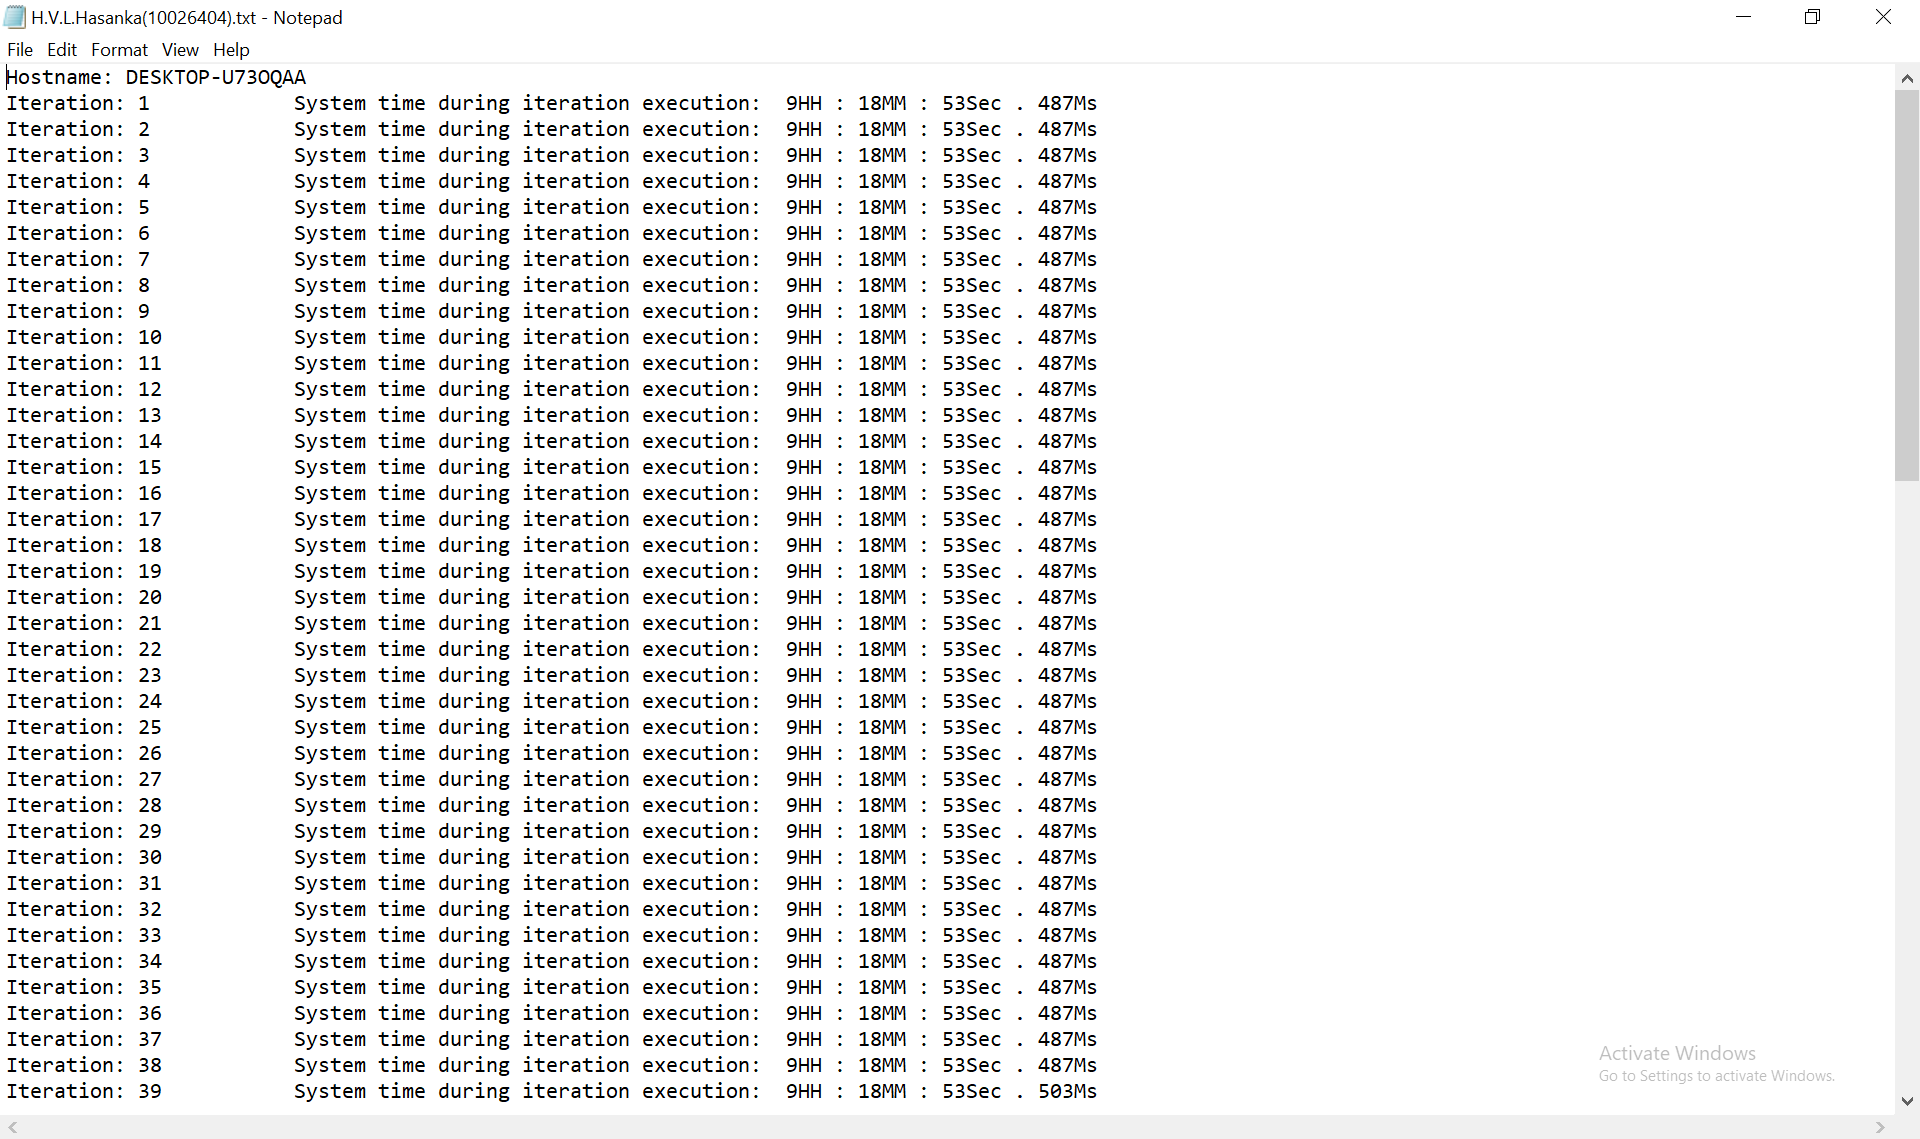 H.V.L.Hasanka(10026404).txt - Notepad
File Edit Format View Help
Hostname: DESKTOP-U73OQAA
Iteration: 1 System time during iteration execution: 9HH : 18MM : 53Sec . 487Ms
Iteration: 2 System time during iteration execution: 9HH : 18MM : 53Sec . 487Ms
Iteration: 3 System time during iteration execution: 9HH : 18MM : 53Sec . 487Ms
Iteration: 4 System time during iteration execution: 9HH : 18MM : 53Sec . 487Ms
Iteration: 5 System time during iteration execution: 9HH : 18MM : 53Sec . 487Ms
Iteration: 6 System time during iteration execution: 9HH : 18MM : 53Sec . 487Ms
Iteration: 7 System time during iteration execution: 9HH : 18MM : 53Sec . 487Ms
Iteration: 8 System time during iteration execution: 9HH : 18MM : 53Sec . 487Ms
Iteration: 9 System time during iteration execution: 9HH : 18MM : 53Sec . 487Ms
Iteration: 10 System time during iteration execution: 9HH : 18MM : 53Sec . 487Ms
Iteration: 11 System time during iteration execution: 9HH : 18MM : 53Sec . 487Ms
Iteration: 12 System time during iteration execution: 9HH : 18MM : 53Sec . 487Ms
Iteration: 13 System time during iteration execution: 9HH : 18MM : 53Sec . 487Ms
Iteration: 14 System time during iteration execution: 9HH : 18MM : 53Sec . 487Ms
Iteration: 15 System time during iteration execution: 9HH : 18MM : 53Sec . 487Ms
Iteration: 16 System time during iteration execution: 9HH : 18MM : 53Sec . 487Ms
Iteration: 17 System time during iteration execution: 9HH : 18MM : 53Sec . 487Ms
Iteration: 18 System time during iteration execution: 9HH : 18MM : 53Sec . 487Ms
Iteration: 19 System time during iteration execution: 9HH : 18MM : 53Sec . 487Ms
Iteration: 20 System time during iteration execution: 9HH : 18MM : 53Sec . 487Ms
Iteration: 21 System time during iteration execution: 9HH : 18MM : 53Sec . 487Ms
Iteration: 22 System time during iteration execution: 9HH : 18MM : 53Sec . 487Ms
Iteration: 23 System time during iteration execution: 9HH : 18MM : 53Sec . 487Ms
Iteration: 24 System time during iteration execution: 9HH : 18MM : 53Sec . 487Ms
Iteration: 25 System time during iteration execution: 9HH : 18MM : 53Sec . 487Ms
Iteration: 26 System time during iteration execution: 9HH : 18MM : 53Sec . 487Ms
Iteration: 27 System time during iteration execution: 9HH : 18MM : 53Sec . 487Ms
Iteration: 28 System time during iteration execution: 9HH : 18MM : 53Sec . 487Ms
Iteration: 29 System time during iteration execution: 9HH : 18MM : 53Sec . 487Ms
Iteration: 30 System time during iteration execution: 9HH : 18MM : 53Sec . 487Ms
Iteration: 31 System time during iteration execution: 9HH : 18MM : 53Sec . 487Ms
Iteration: 32 System time during iteration execution: 9HH : 18MM : 53Sec . 487Ms
Iteration: 33 System time during iteration execution: 9HH : 18MM : 53Sec . 487Ms
Iteration: 34 System time during iteration execution: 9HH : 18MM : 53Sec . 487Ms
Iteration: 35 System time during iteration execution: 9HH : 18MM : 53Sec . 487Ms
Iteration: 36 System time during iteration execution: 9HH : 18MM : 53Sec . 487Ms
Iteration: 37 System time during iteration execution: 9HH : 18MM : 53Sec . 487Ms
Iteration: 38 System time during iteration execution: 9HH : 18MM : 53Sec . 487Ms
Iteration: 39 System time during iteration execution: 9HH : 18MM : 53Sec . 503Ms
Activate Windows
Go to Settings to activate Windows.